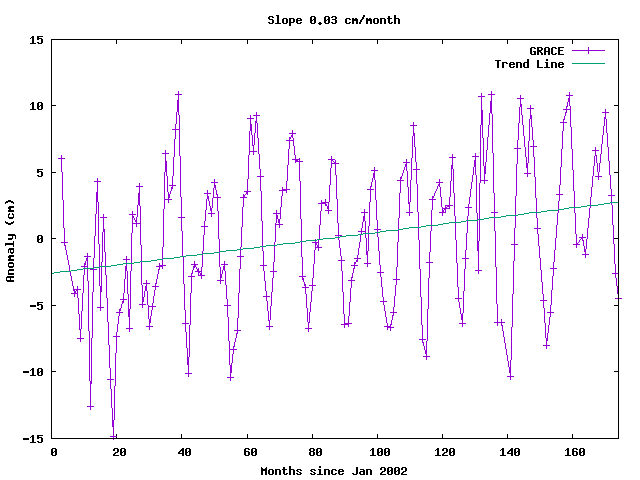 Slope 0.03 cm/month
GRACE
Trend Line
15
10
5
0
-5
-10
-15
Anomaly (cm)
0 20 40 60 80 100 120 140 160
Months since Jan 2002